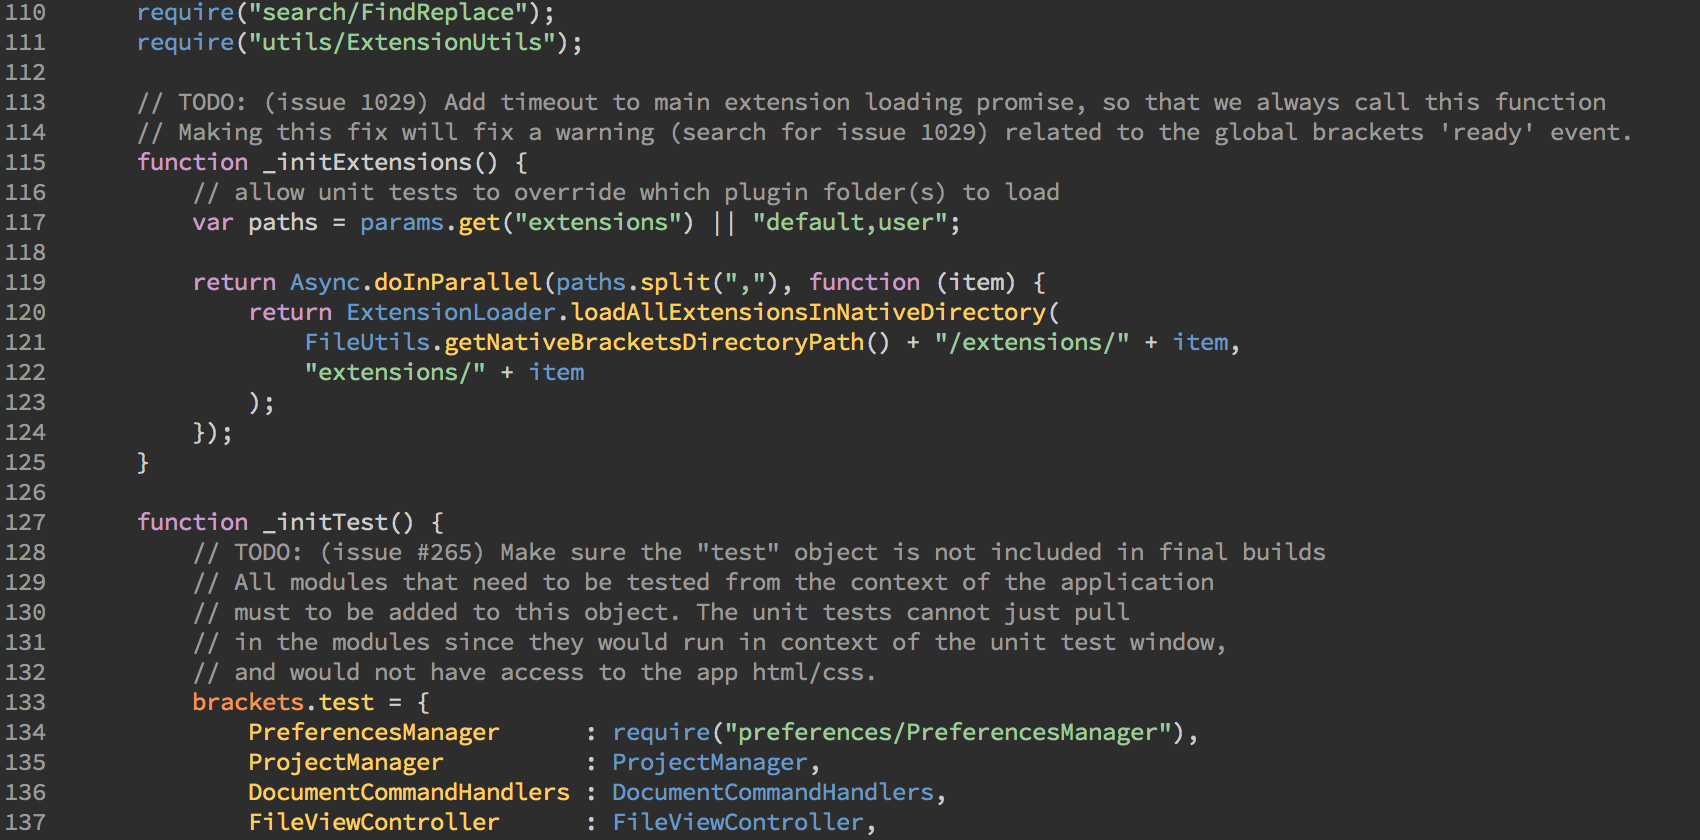 110 require("search/FindReplace");
111 require("utils/ExtensionUtils");
112
113 // TODO: (issue 1029) Add timeout to main extension loading promise, so that we always call this function
114 // Making this fix will fix a warning (search for issue 1029) related to the global brackets 'ready' event.
115 function _initExtensions() {
116 // allow unit tests to override which plugin folder(s) to load
117 var paths = params.get("extensions") || "default,user";
118
119 return Async.doInParallel(paths.split(","), function (item) {
120 return ExtensionLoader.loadAllExtensionsInNativeDirectory(
121 FileUtils.getNativeBracketsDirectoryPath() + "/extensions/" + item,
122 "extensions/" + item
123 );
124 });
125 }
126
127 function _initTest() {
128 // TODO: (issue #265) Make sure the "test" object is not included in final builds
129 // All modules that need to be tested from the context of the application
130 // must to be added to this object. The unit tests cannot just pull
131 // in the modules since they would run in context of the unit test window,
132 // and would not have access to the app html/css.
133 brackets.test = {
134 PreferencesManager : require("preferences/PreferencesManager"),
135 ProjectManager : ProjectManager,
136 DocumentCommandHandlers : DocumentCommandHandlers,
137 FileViewController : FileViewController,